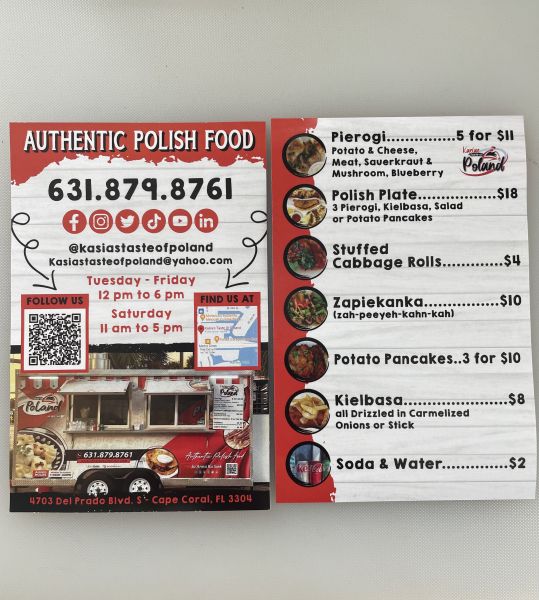 AUTHENTIC POLISH FOOD
631.879.8761
@kasiastasteofpoland
Kasiastasteofpoland@yahoo.com
Tuesday - Friday
12 pm to 6 pm
Saturday
11 am to 5 pm
FOLLOW US
FIND US AT
Poland
631.879.8761
Authentic Polish Food
4703 Del Prado Blvd. S - Cape Coral, FL 3304
Pierogi...............5 for $11
Potato & Cheese,
Meat, Sauerkraut &
Mushroom, Blueberry
Poland
Polish Plate.................$18
3 Pierogi, Kielbasa, Salad
or Potato Pancakes
Stuffed
Cabbage Rolls..............$4
Zapiekanka................$10
(zah-peeyeh-kahn-kah)
Potato Pancakes..3 for $10
Kielbasa......................$8
all Drizzled in Carmelized
Onions or Stick
Soda & Water..............$2